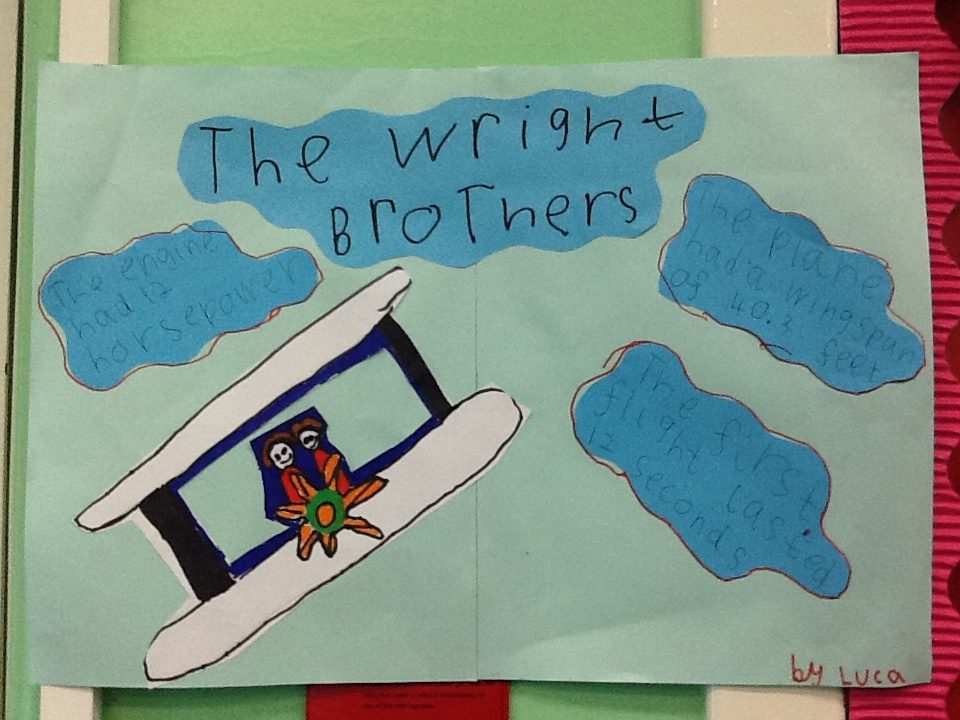 The Wright
BroThers
The engine
had 12
horsepower
The plane
had a wingspan
of 40.3
feet
The first
flight lasted
12 seconds
by Luca